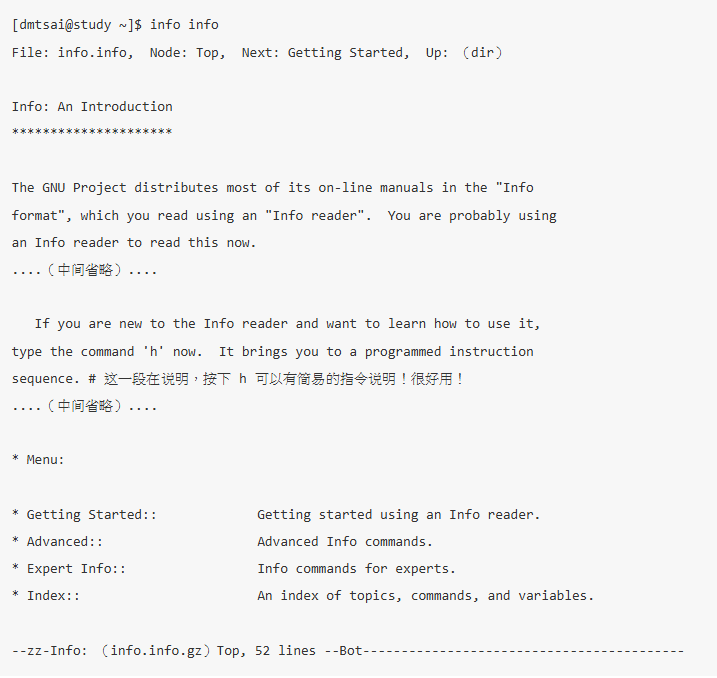 [dmtsai@study ~]$ info info
File: info.info,  Node: Top,  Next: Getting Started,  Up: （dir）
Info: An Introduction
*********************
The GNU Project distributes most of its on-line manuals in the "Info
format", which you read using an "Info reader".  You are probably using
an Info reader to read this now.
....（中间省略）....
   If you are new to the Info reader and want to learn how to use it,
type the command 'h' now.  It brings you to a programmed instruction
sequence. # 这一段在说明，按下 h 可以有简易的指令说明！很好用！
....（中间省略）....
* Menu:
* Getting Started::             Getting started using an Info reader.
* Advanced::                    Advanced Info commands.
* Expert Info::                 Info commands for experts.
* Index::                       An index of topics, commands, and variables.
--zz-Info: （info.info.gz）Top, 52 lines --Bot------------------------------------------